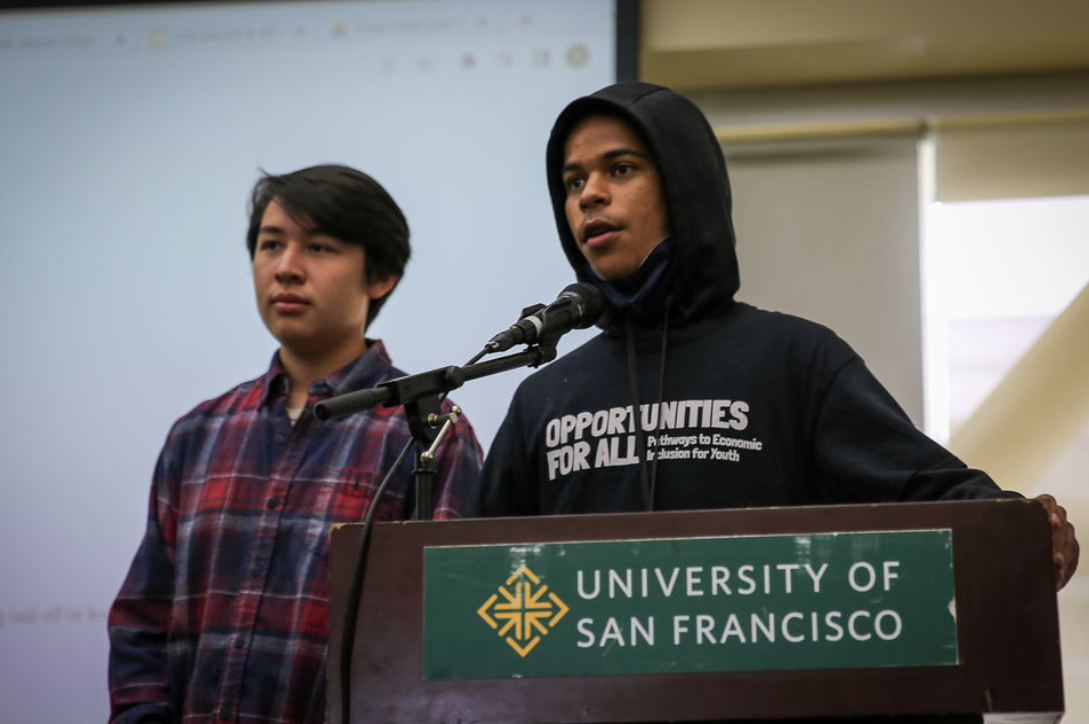 OPPORTUNITIES
FOR ALL
Pathways to Economic
Inclusion for Youth
UNIVERSITY OF
SAN FRANCISCO